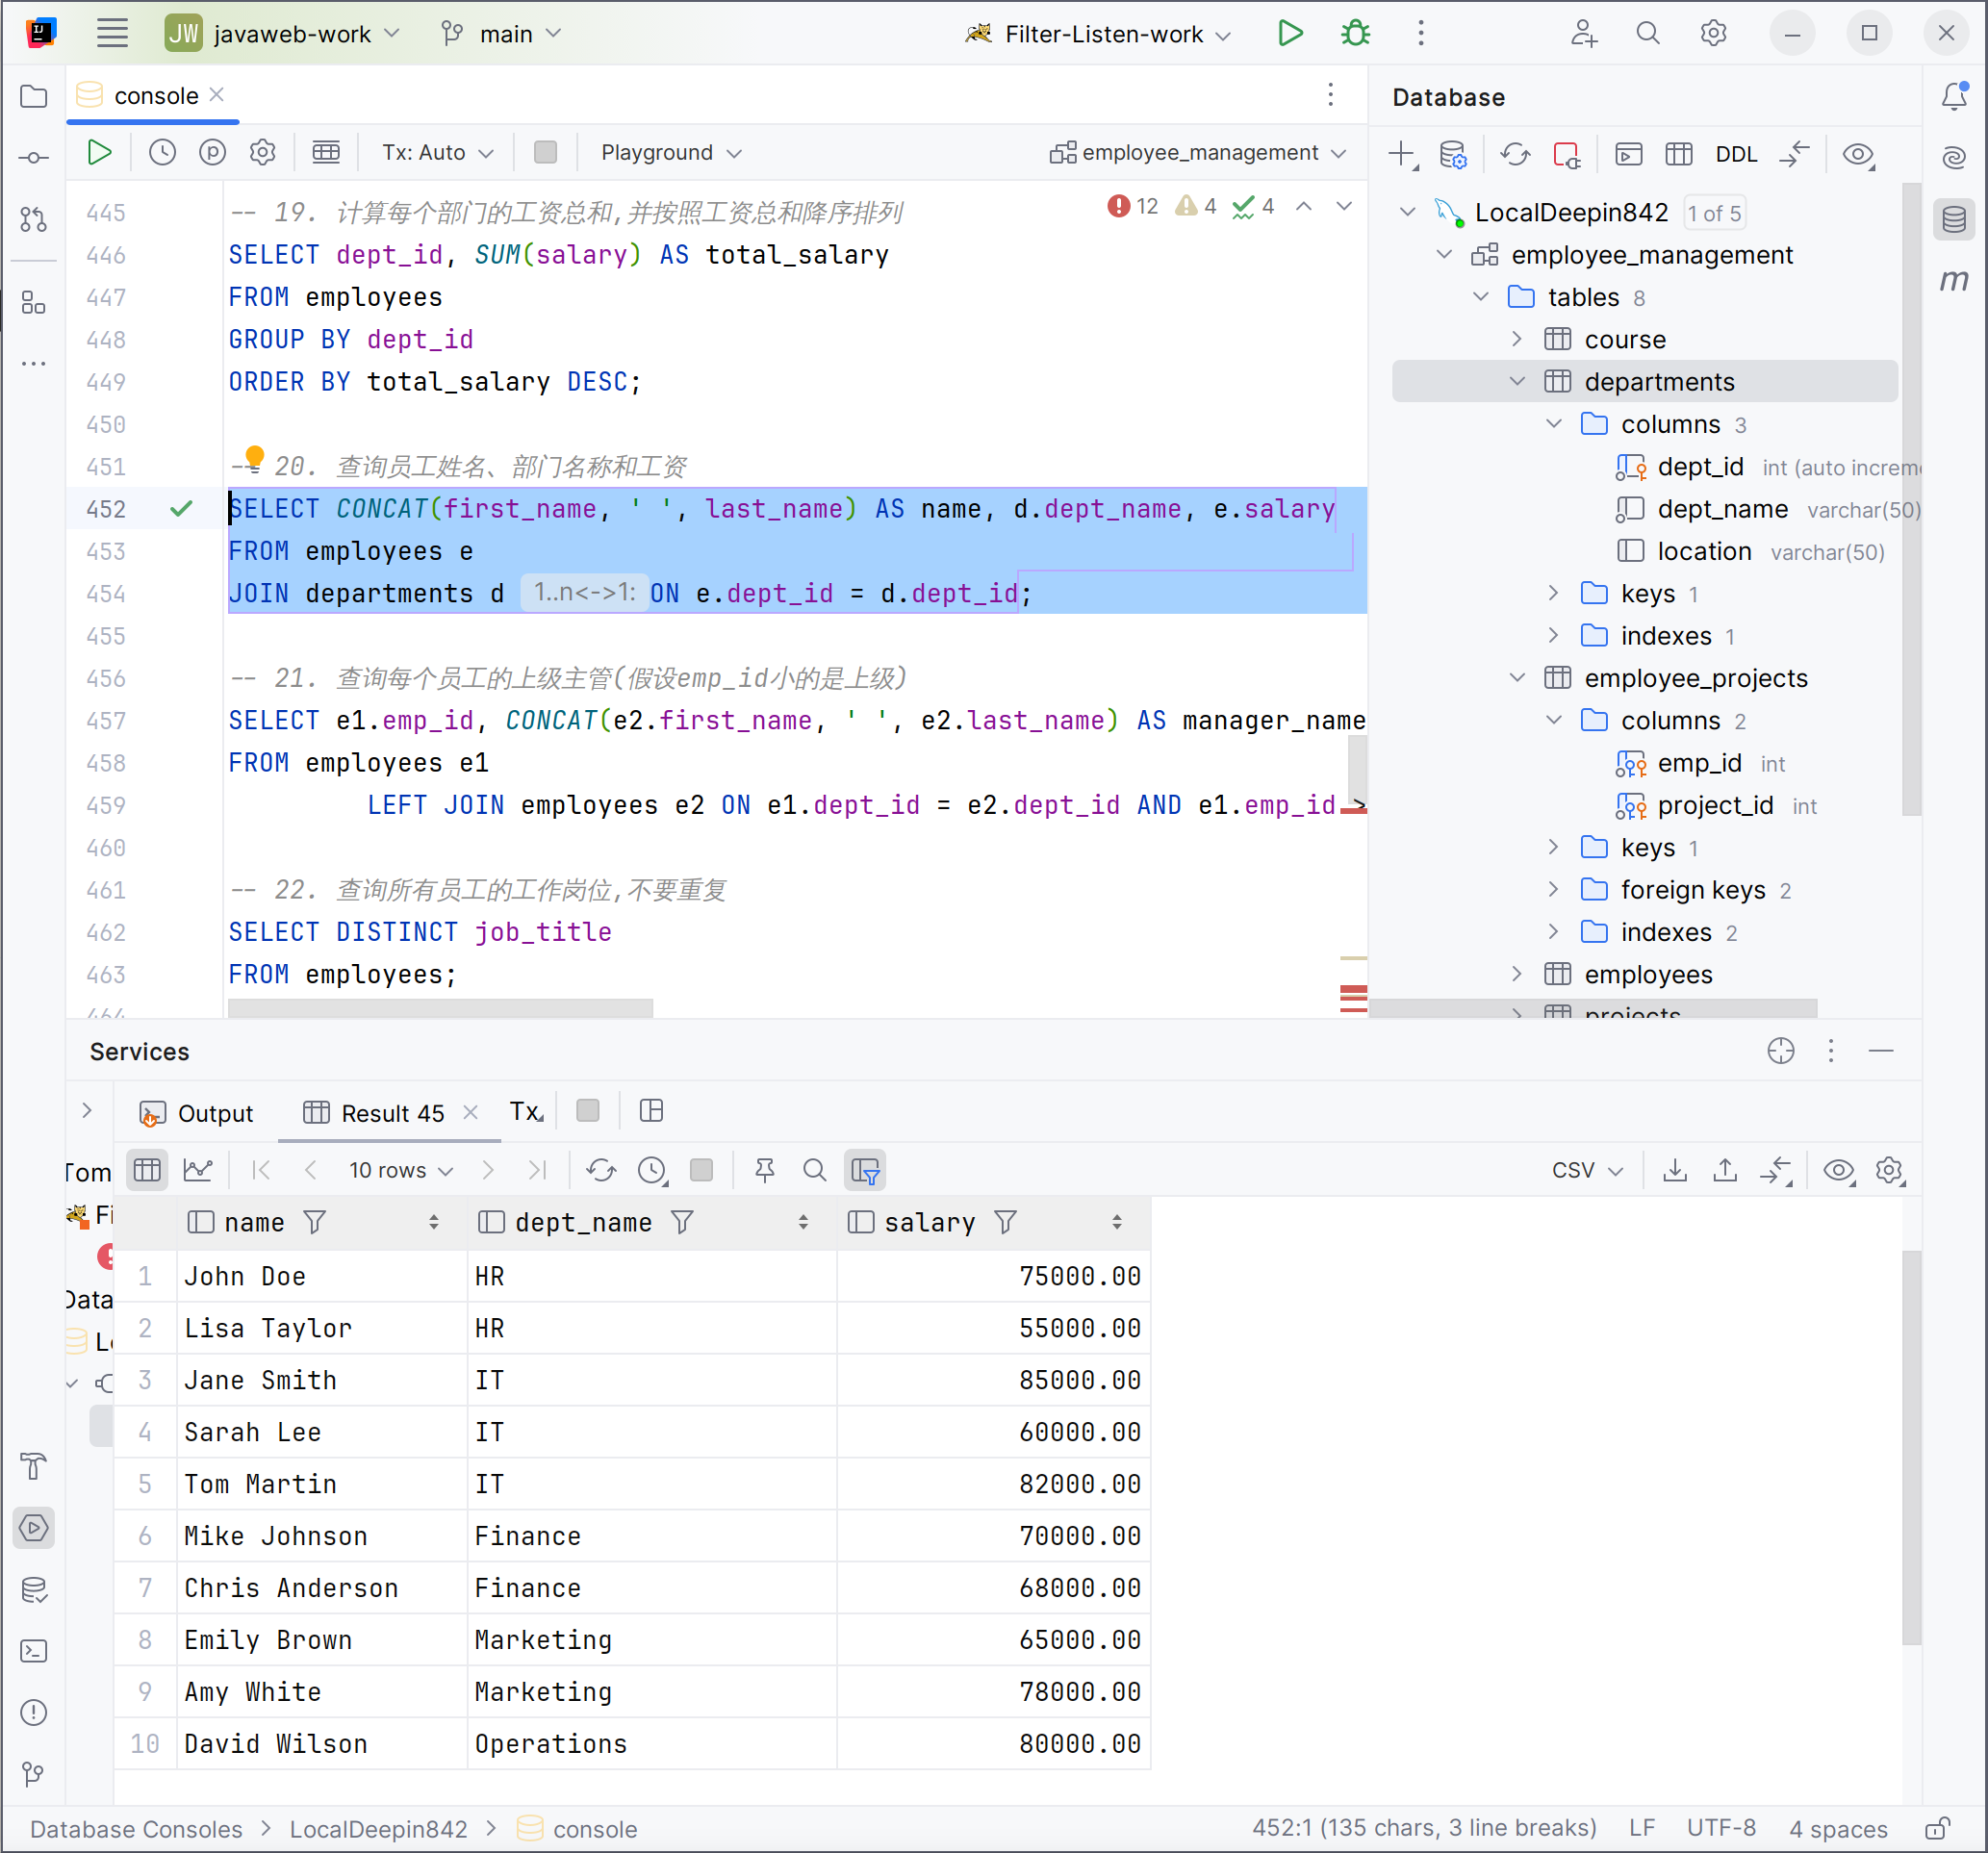 JW javaweb-work main Filter-Listen-work
console
Tx: Auto Playground employee_management
12 4 4
445 -- 19. 计算每个部门的工资总和,并按照工资总和降序排列
446 SELECT dept_id, SUM(salary) AS total_salary
447 FROM employees
448 GROUP BY dept_id
449 ORDER BY total_salary DESC;
450
451 -- 20. 查询员工姓名、部门名称和工资
452 SELECT CONCAT(first_name, ' ', last_name) AS name, d.dept_name, e.salary
453 FROM employees e
454 JOIN departments d 1..n<->1: ON e.dept_id = d.dept_id;
455
456 -- 21. 查询每个员工的上级主管(假设emp_id小的是上级)
457 SELECT e1.emp_id, CONCAT(e2.first_name, ' ', e2.last_name) AS manager_name
458 FROM employees e1
459 LEFT JOIN employees e2 ON e1.dept_id = e2.dept_id AND e1.emp_id >
460
461 -- 22. 查询所有员工的工作岗位,不要重复
462 SELECT DISTINCT job_title
463 FROM employees;
464
Database
DDL
LocalDeepin842 1 of 5
employee_management
tables 8
course
departments
columns 3
dept_id int (auto increme
dept_name varchar(50)
location varchar(50)
keys 1
indexes 1
employee_projects
columns 2
emp_id int
project_id int
keys 1
foreign keys 2
indexes 2
employees
projects
m
Services
Output Result 45 Tx
10 rows CSV
Tom
Fi
Data
Lo
name dept_name salary
1 John Doe HR 75000.00
2 Lisa Taylor HR 55000.00
3 Jane Smith IT 85000.00
4 Sarah Lee IT 60000.00
5 Tom Martin IT 82000.00
6 Mike Johnson Finance 70000.00
7 Chris Anderson Finance 68000.00
8 Emily Brown Marketing 65000.00
9 Amy White Marketing 78000.00
10 David Wilson Operations 80000.00
Database Consoles > LocalDeepin842 > console 452:1 (135 chars, 3 line breaks) LF UTF-8 4 spaces